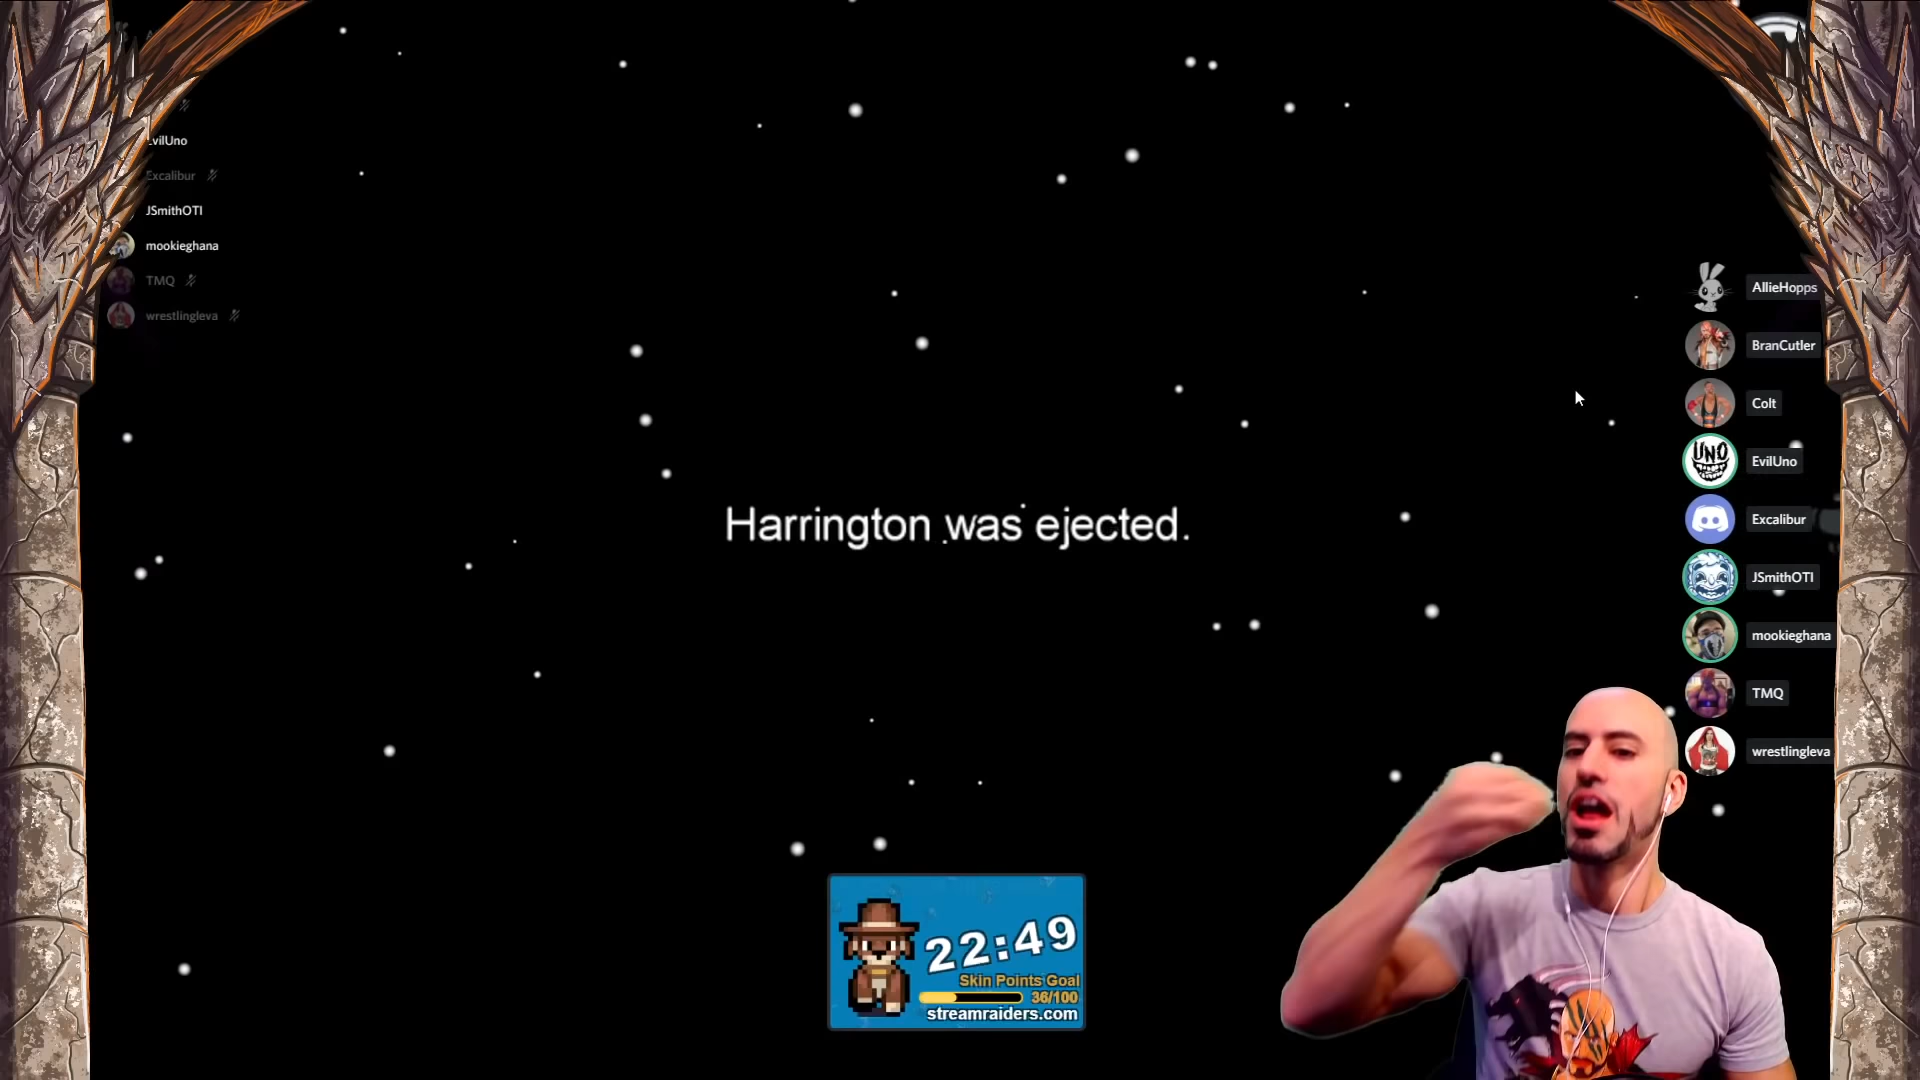 EvilUno
Excalibur
JSmithOTI
mookieghana
TMQ
wrestlingleva
Harrington was ejected.
AllieHopps
BranCutler
Colt
UNO
EvilUno
Excalibur
JSmithOTI
mookieghana
TMQ
wrestlingleva
22:49
Skin Points Goal
36/100
streamraiders.com